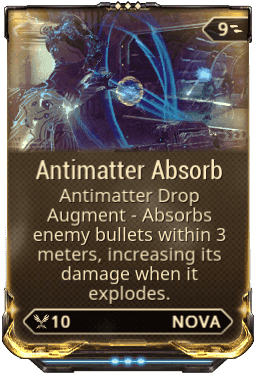 9
Antimatter Absorb
Antimatter Drop
Augment - Absorbs
enemy bullets within 3
meters, increasing its
damage when it
explodes.
10 NOVA